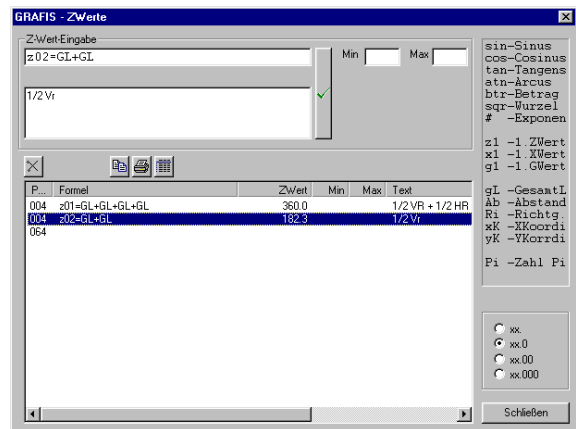 GRAFIS - ZWerte
Z-Wert-Eingabe
z02=GL+GL
Min
Max
1/2 Vr
P... Formel ZWert Min Max Text
004 z01=GL+GL+GL+GL 360.0 1/2 VR + 1/2 HR
004 z02=GL+GL 182.3 1/2 Vr
064
sin-Sinus
cos-Cosinus
tan-Tangens
atn-Arcus
btr-Betrag
sqr-Wurzel
# -Exponen
z1 -1.ZWert
x1 -1.XWert
g1 -1.GWert
gL -GesamtL
Ab -Abstand
Ri -Richtg.
xK -XKoordi
yK -YKorrdi
Pi -Zahl Pi
xx.
xx.0
xx.00
xx.000
Schließen